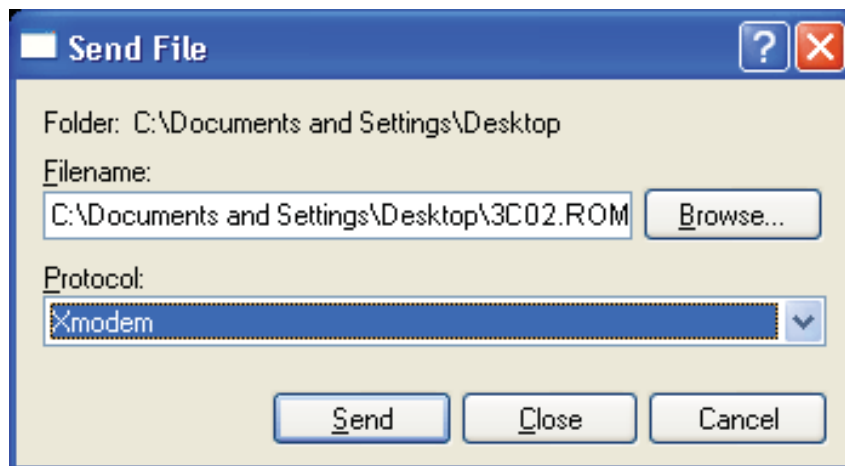 Send File
Folder: C:\Documents and Settings\Desktop
Filename:
C:\Documents and Settings\Desktop\3C02.ROM Browse...
Protocol:
Xmodem
Send Close Cancel